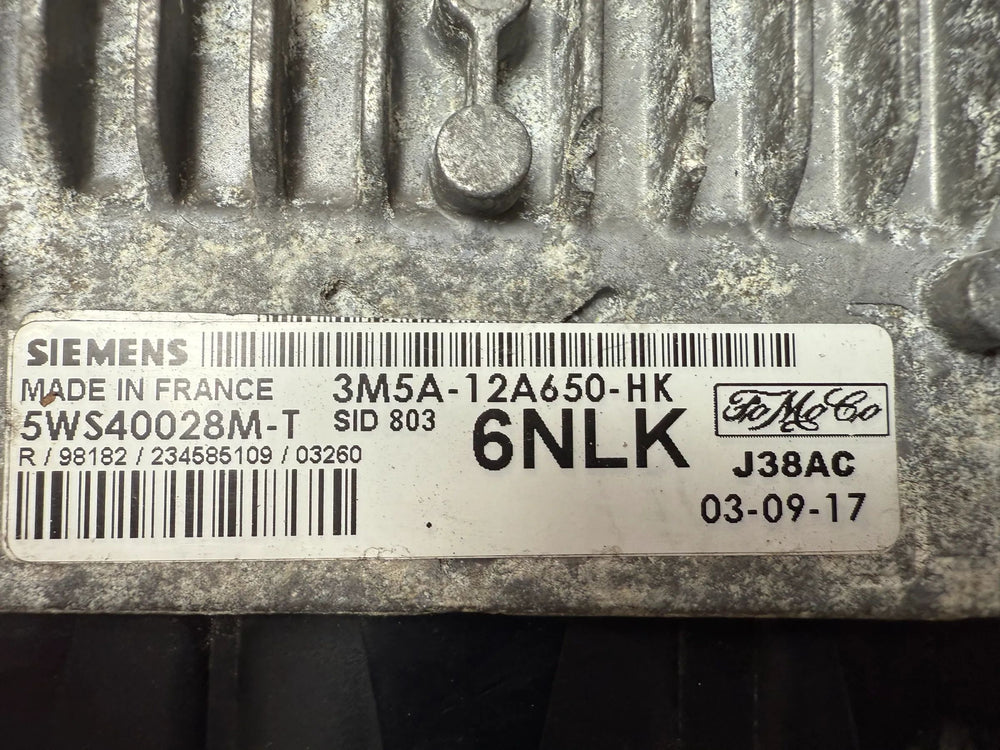 SIEMENS
MADE IN FRANCE 3M5A-12A650-HK
5WS40028M-T SID 803 6NLK FoMoCo
R / 98182 / 234585109 / 03260 J38AC
03-09-17